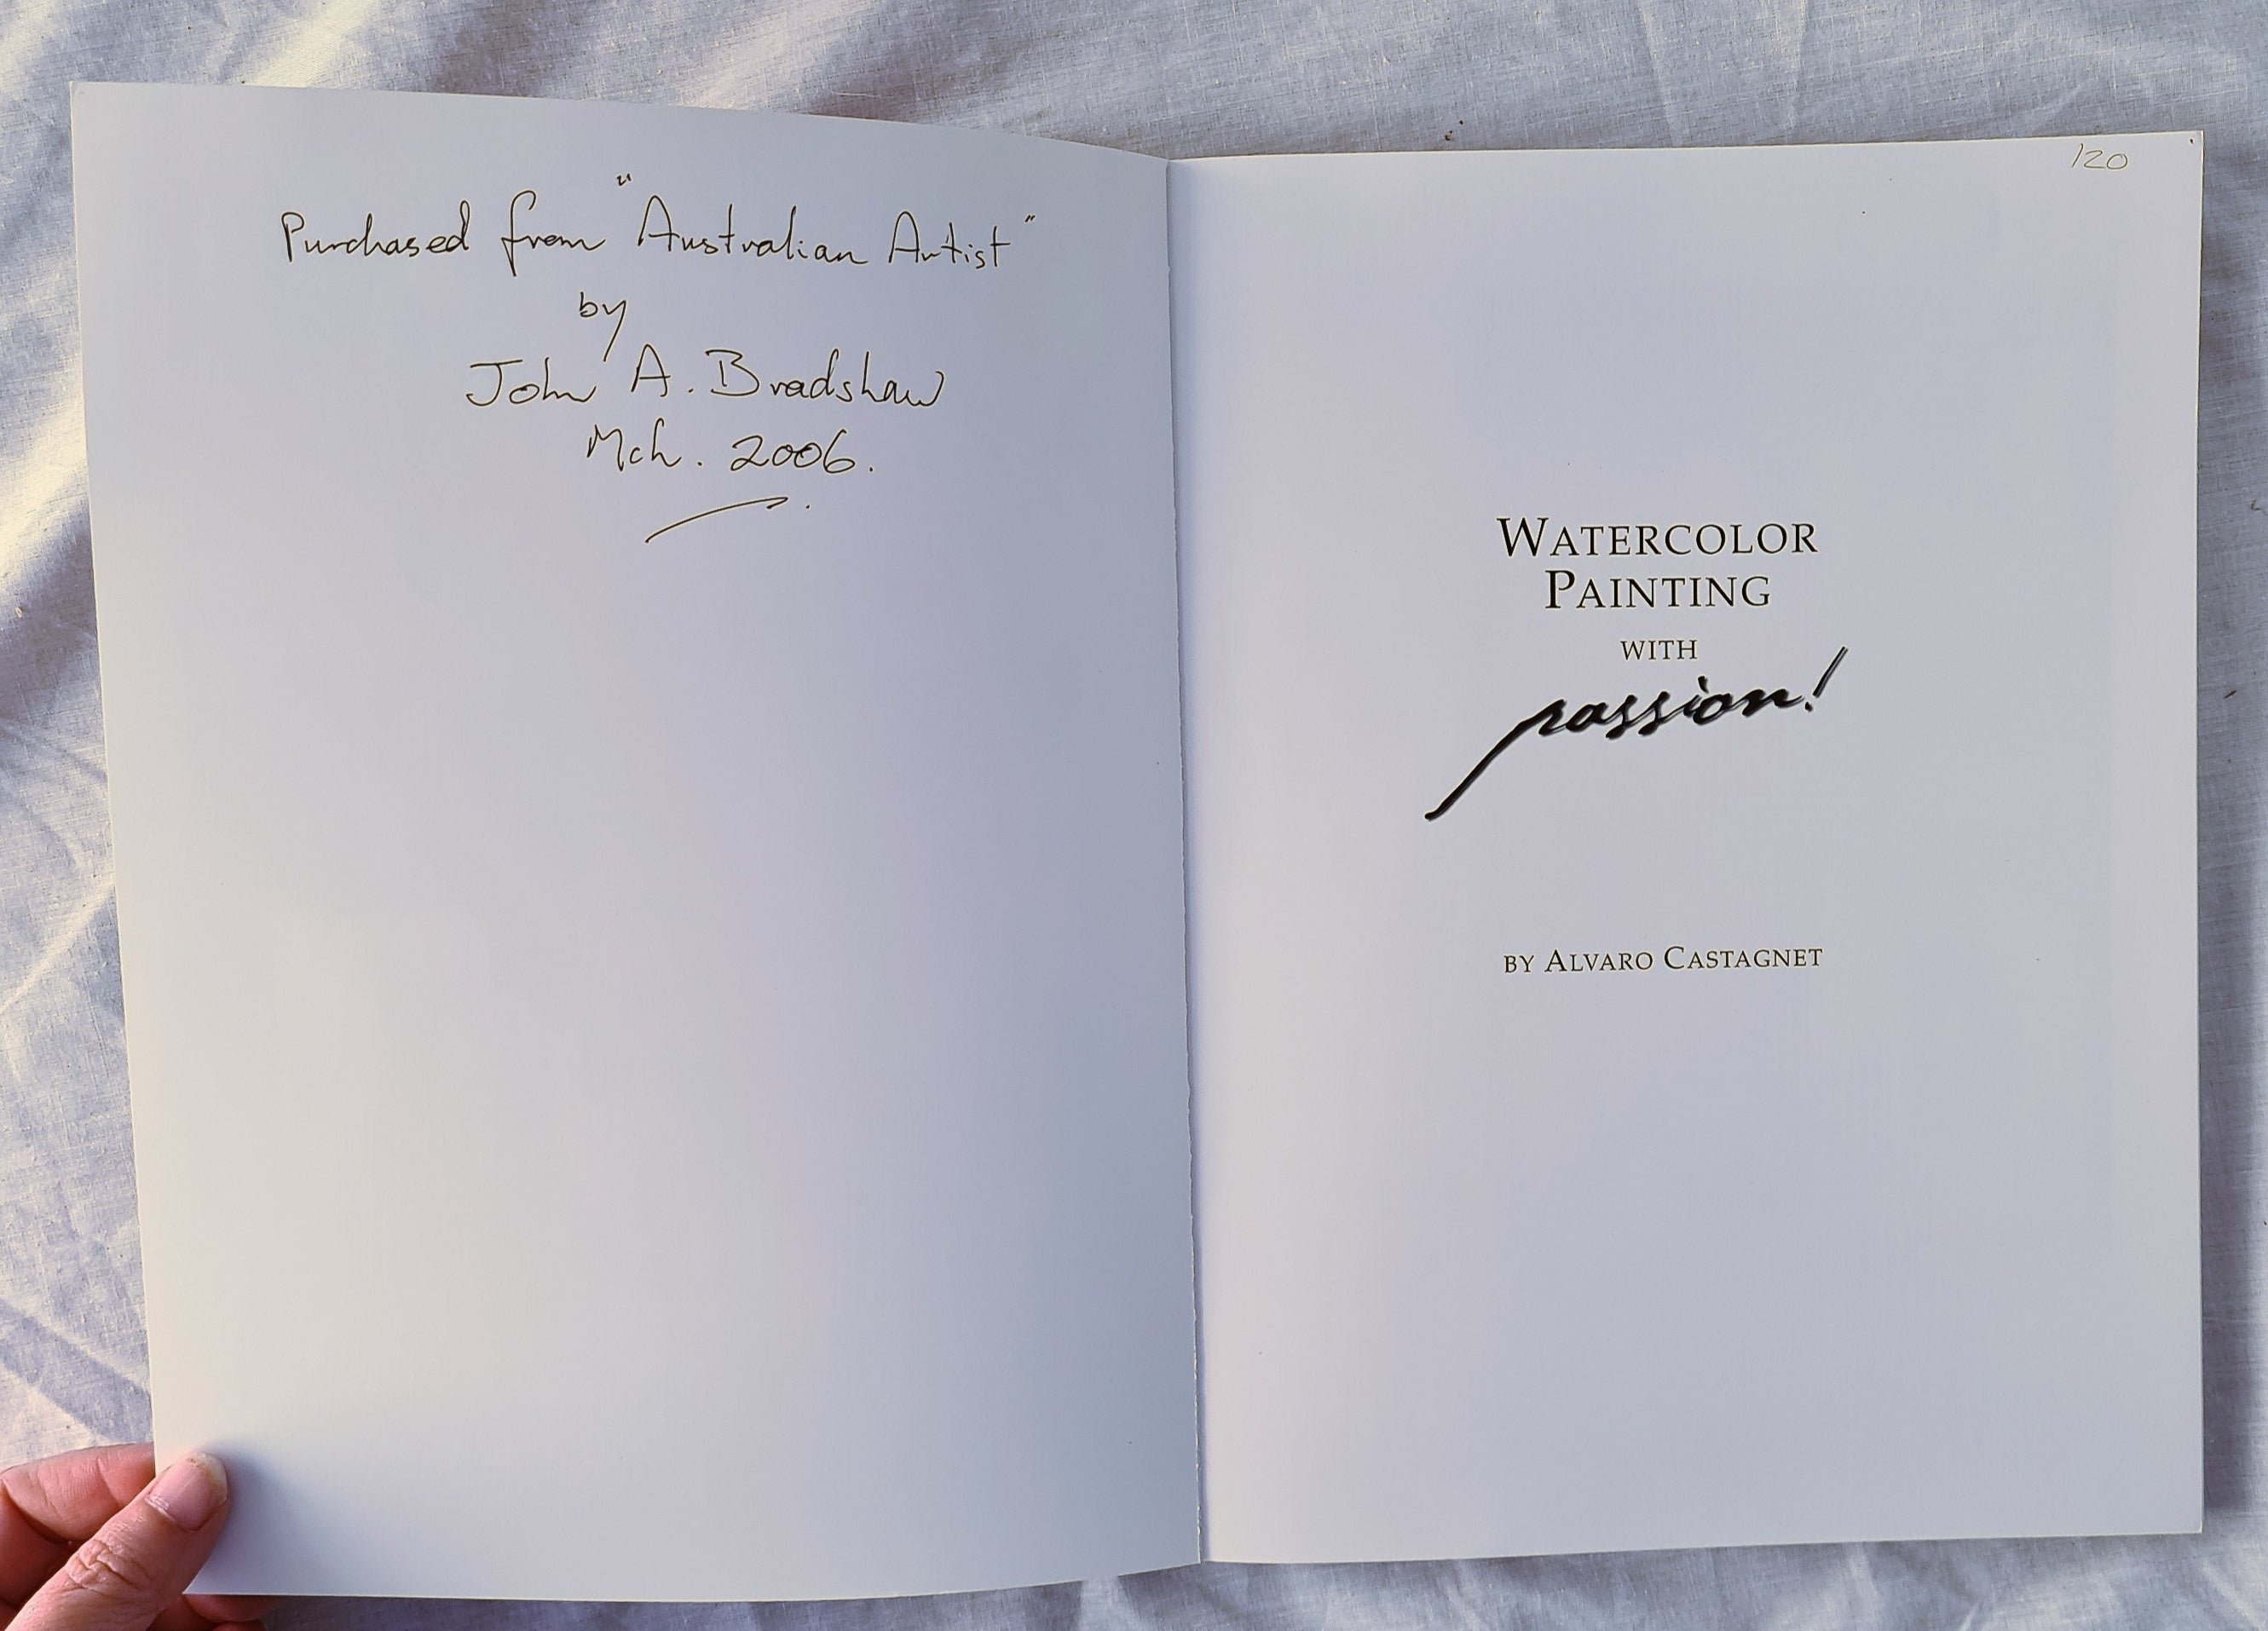 Purchased from "Australian Artist"
by
John A. Bradshaw
Mch. 2006.
120
WATERCOLOR
PAINTING
WITH
passion!
BY ALVARO CASTAGNET